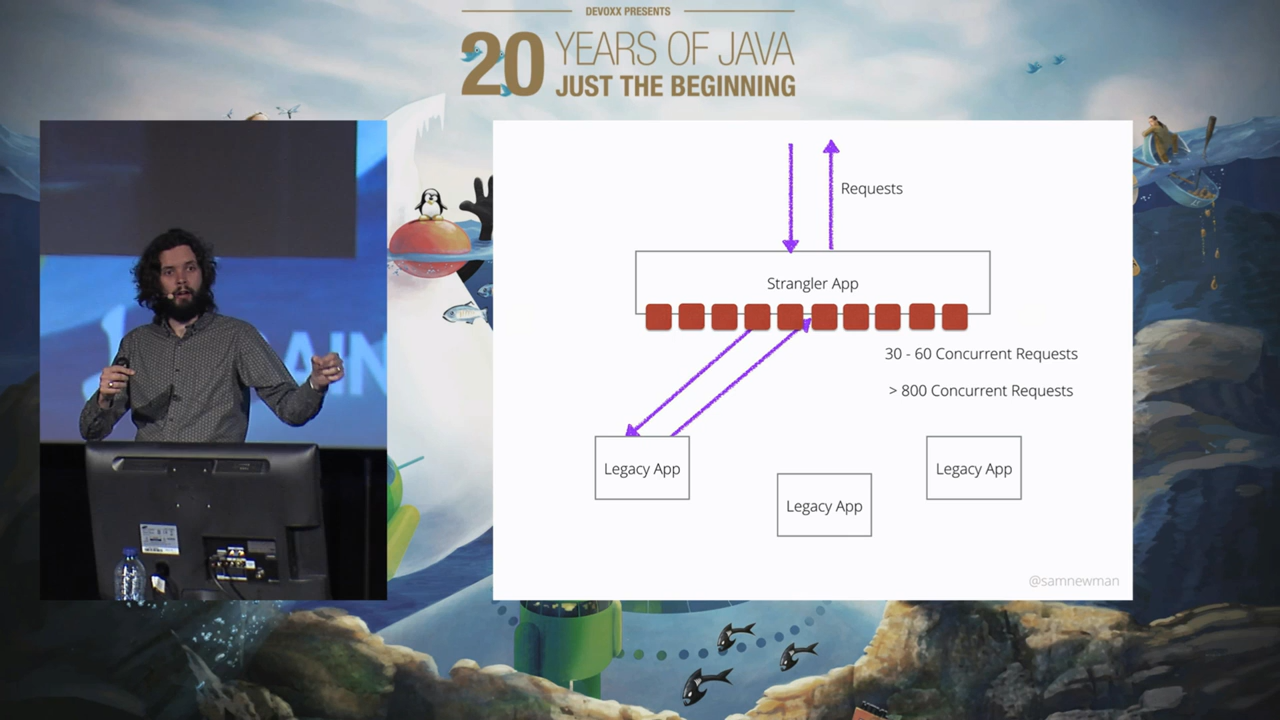 DEVOXX PRESENTS
20 YEARS OF JAVA
JUST THE BEGINNING
AIN
Requests
Strangler App
30 - 60 Concurrent Requests
> 800 Concurrent Requests
Legacy App
Legacy App
Legacy App
@samnewman